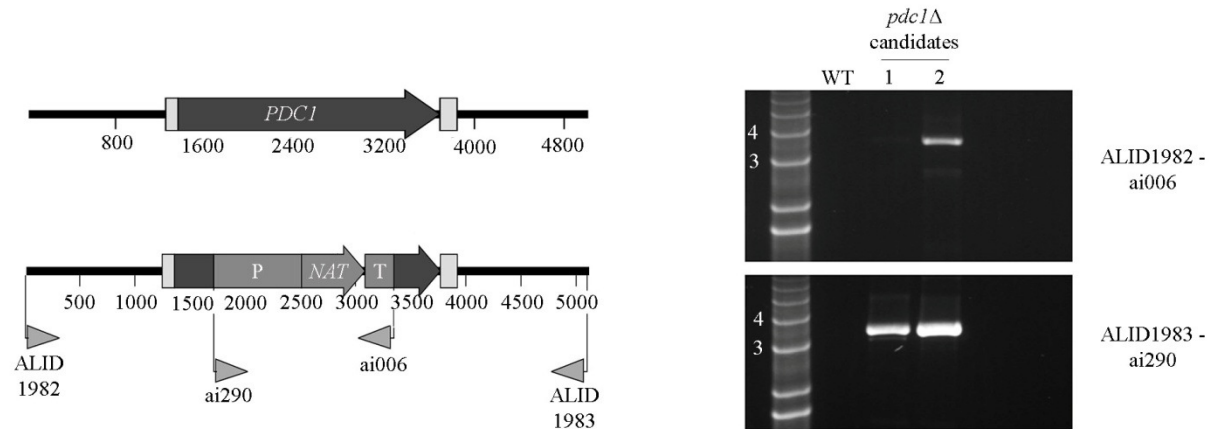 PDC1
800 1600 2400 3200 4000 4800
P NAT T
500 1000 1500 2000 2500 3000 3500 4000 4500 5000
ALID
1982
ai290
ai006
ALID
1983
pdc1Δ
candidates
WT 1 2
4
3
ALID1982 -
ai006
4
3
ALID1983 -
ai290